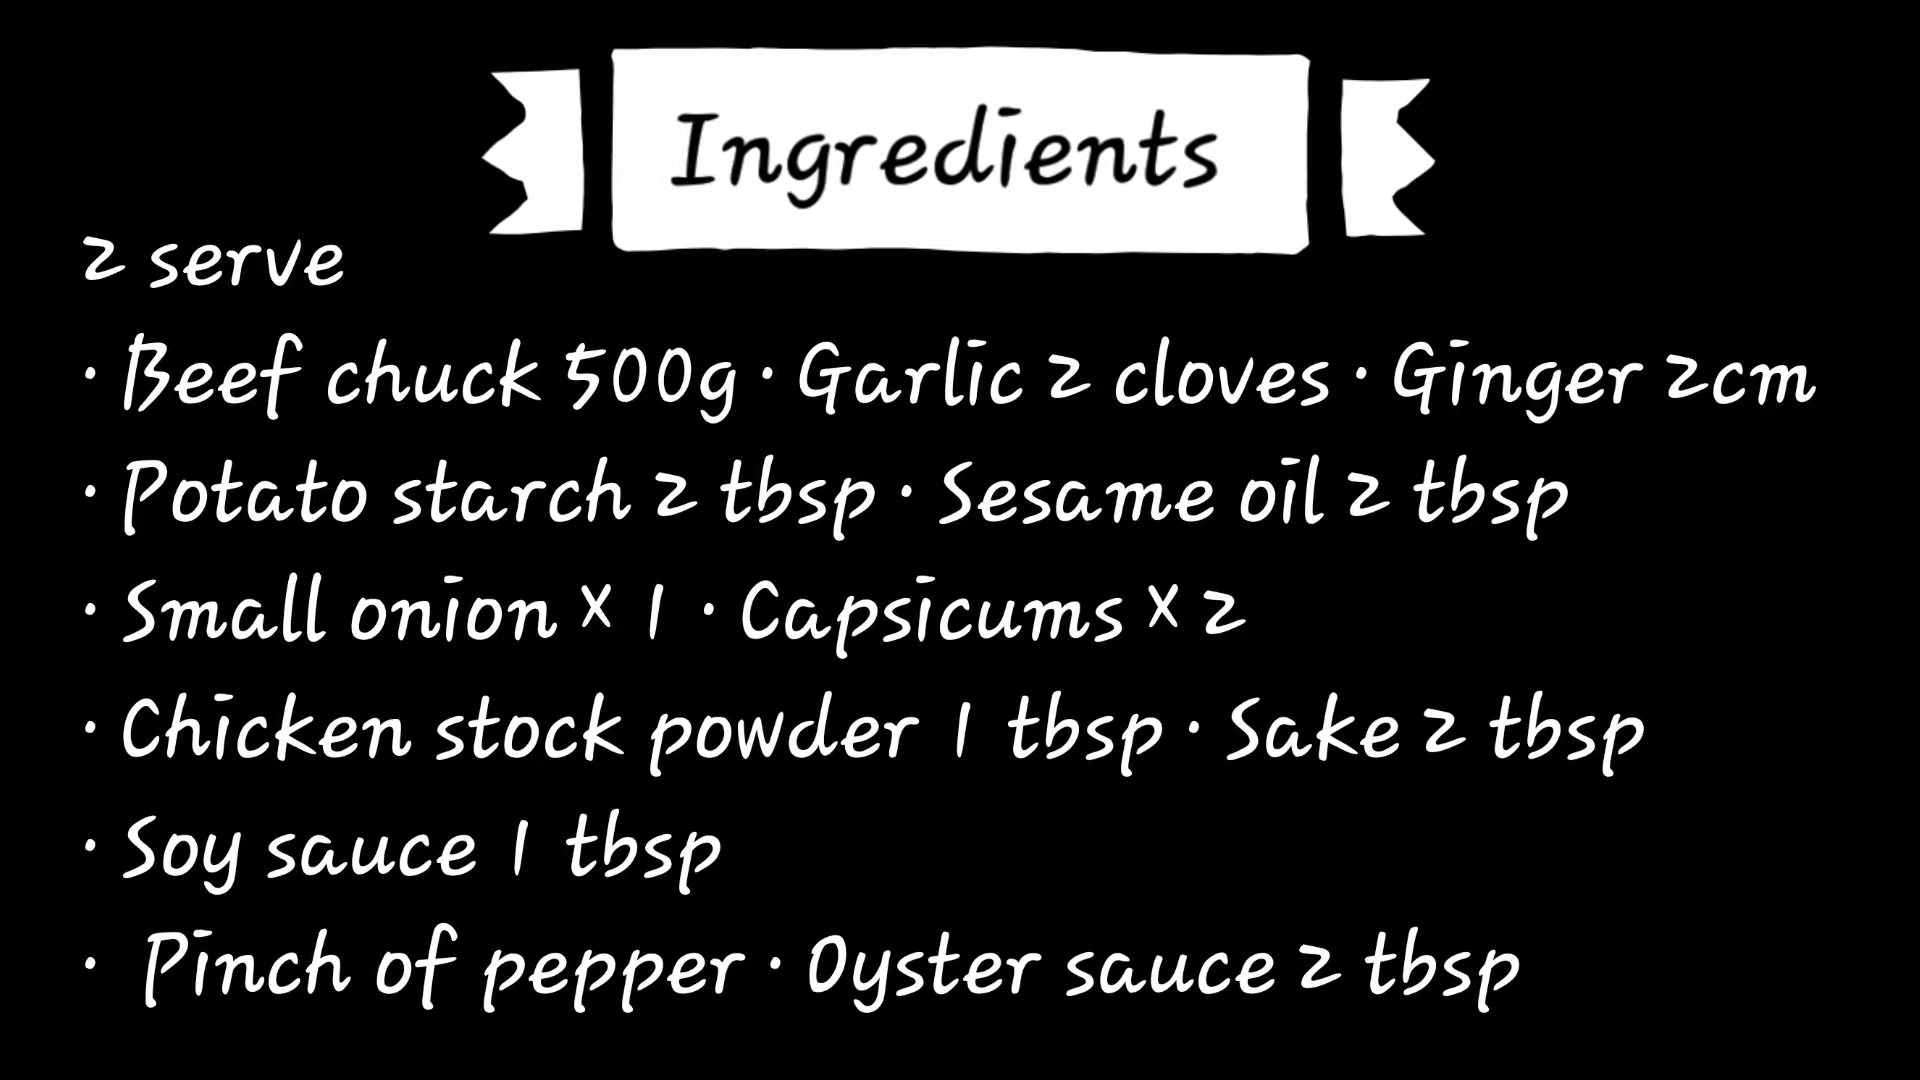 Ingredients
2 serve
· Beef chuck 500g · Garlic 2 cloves · Ginger 2cm
· Potato starch 2 tbsp · Sesame oil 2 tbsp
· Small onion × 1 · Capsicums × 2
· Chicken stock powder 1 tbsp · Sake 2 tbsp
· Soy sauce 1 tbsp
· Pinch of pepper · Oyster sauce 2 tbsp